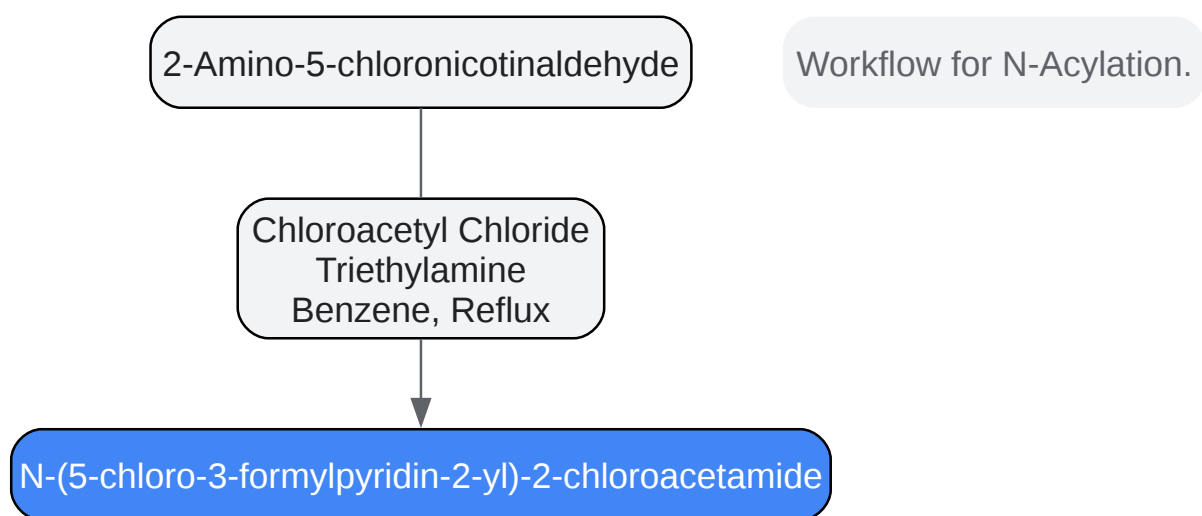 2-Amino-5-chloronicotinaldehyde
Workflow for N-Acylation.
Chloroacetyl Chloride
Triethylamine
Benzene, Reflux
N-(5-chloro-3-formylpyridin-2-yl)-2-chloroacetamide